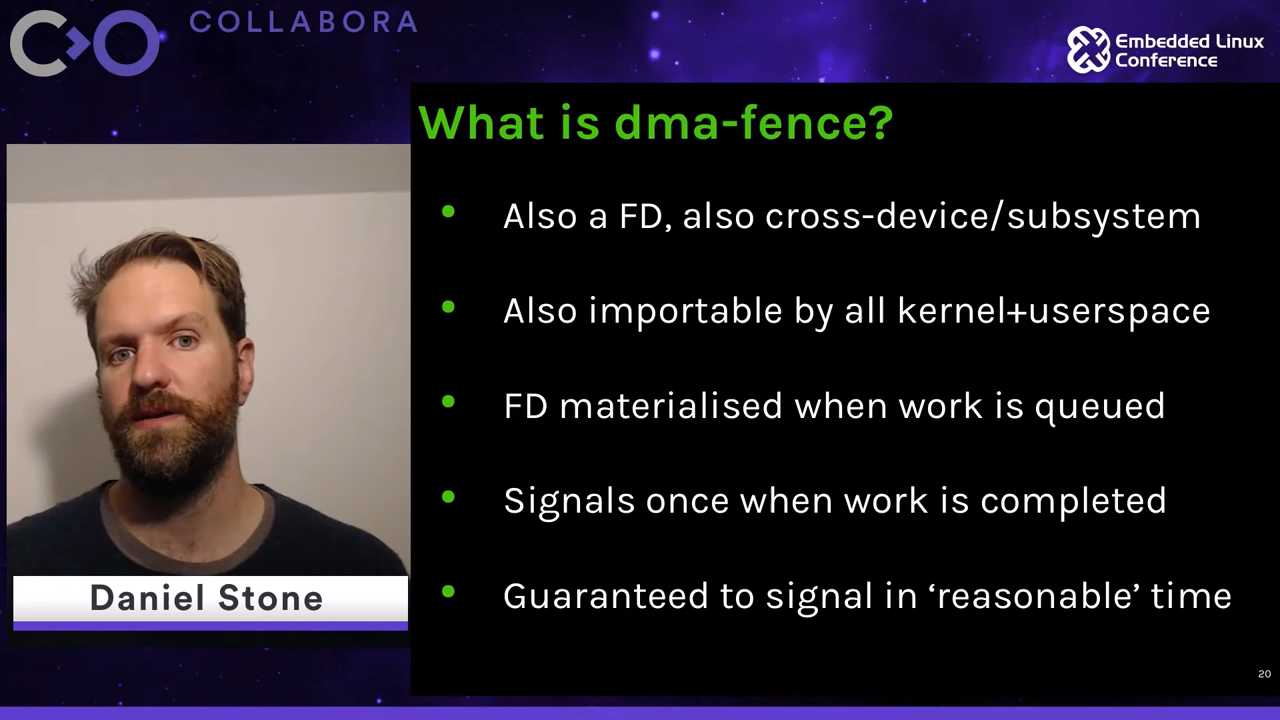 COLLABORA
Embedded Linux
Conference
What is dma-fence?
• Also a FD, also cross-device/subsystem
• Also importable by all kernel+userspace
• FD materialised when work is queued
• Signals once when work is completed
• Guaranteed to signal in ‘reasonable’ time
Daniel Stone
20